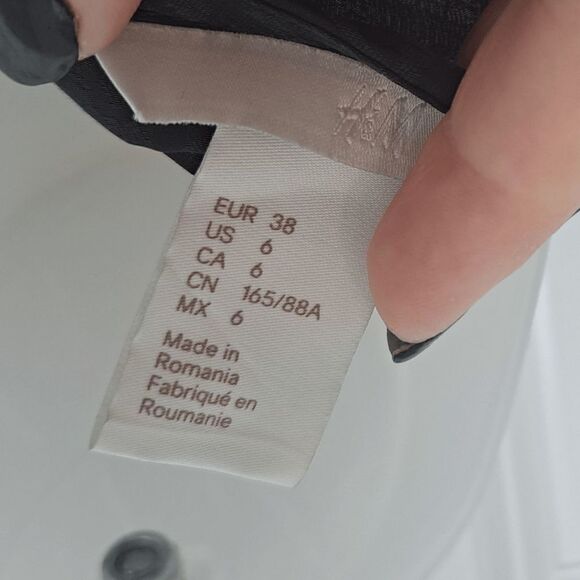 H&M
EUR 38
US 6
CA 6
CN 165/88A
MX 6
Made in
Romania
Fabriqué en
Roumanie